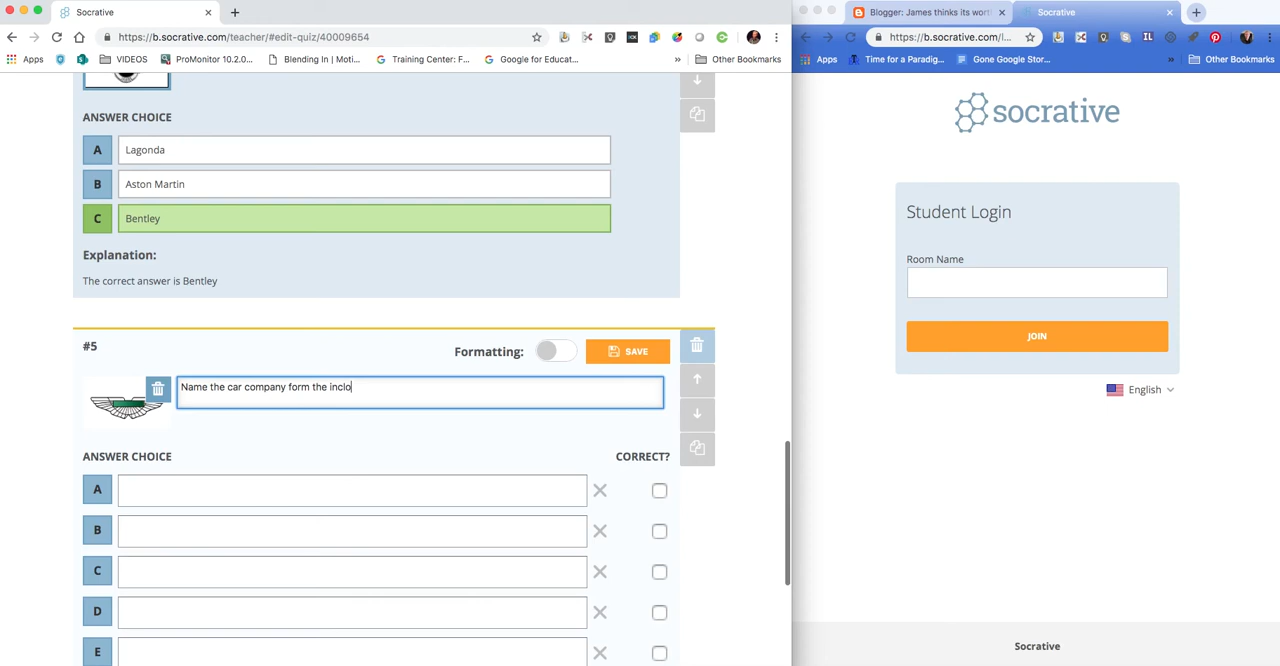 Socrative
Blogger: James thinks its wort
Socrative
https://b.socrative.com/teacher/#edit-quiz/40009654
https://b.socrative.com/l...
Apps
VIDEOS
ProMonitor 10.2.0...
Blending In | Moti...
Training Center: F...
Google for Educat...
»
Other Bookmarks
Apps
Time for a Paradig...
Gone Google Stor...
»
Other Bookmarks
ANSWER CHOICE
A Lagonda
B Aston Martin
C Bentley
Explanation:
The correct answer is Bentley
#5
Formatting:
SAVE
Name the car company form the inclo
ANSWER CHOICE
CORRECT?
A
B
C
D
E
socrative
Student Login
Room Name
JOIN
English
Socrative